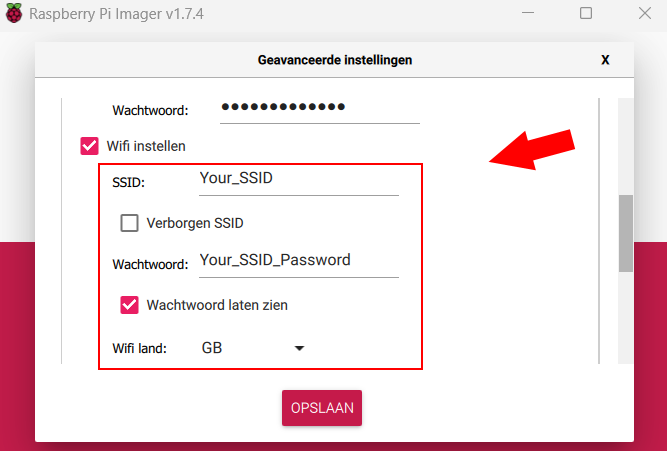 Raspberry Pi Imager v1.7.4
Geavanceerde instellingen X
Wachtwoord: •••••••••••••
Wifi instellen
SSID: Your_SSID
Verborgen SSID
Wachtwoord: Your_SSID_Password
Wachtwoord laten zien
Wifi land: GB
OPSLAAN